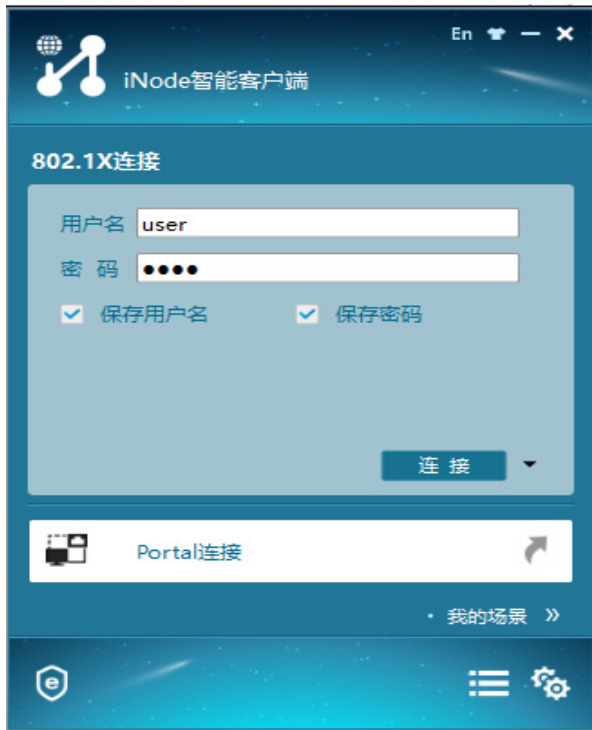 En
iNode智能客户端
802.1X连接
用户名 user
密 码 ●●●●
保存用户名 保存密码
连 接
Portal连接
· 我的场景 »
e